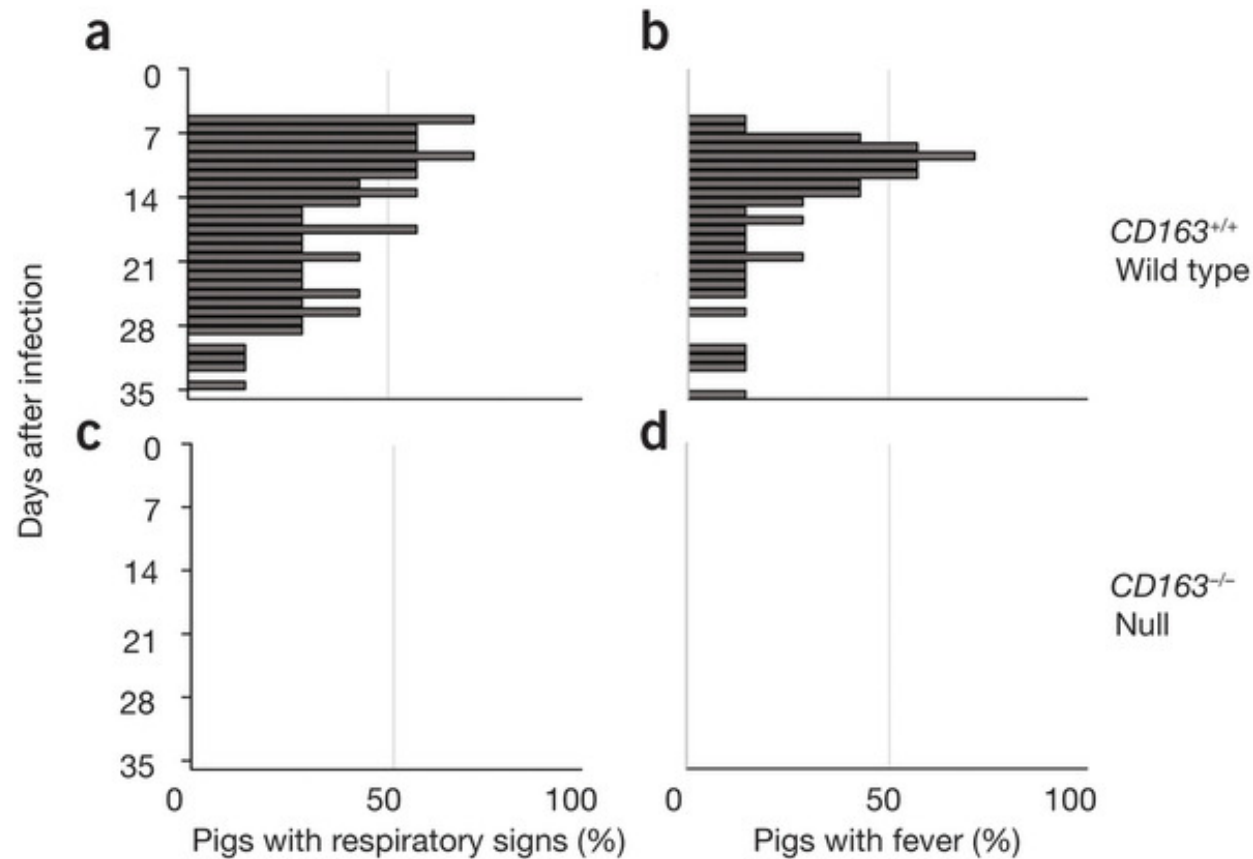 a
b
0
7
14
21
28
35
CD163+/+
Wild type
Days after infection
c
d
0
7
14
21
28
35
CD163−/−
Null
0 50 100
0 50 100
Pigs with respiratory signs (%)
Pigs with fever (%)